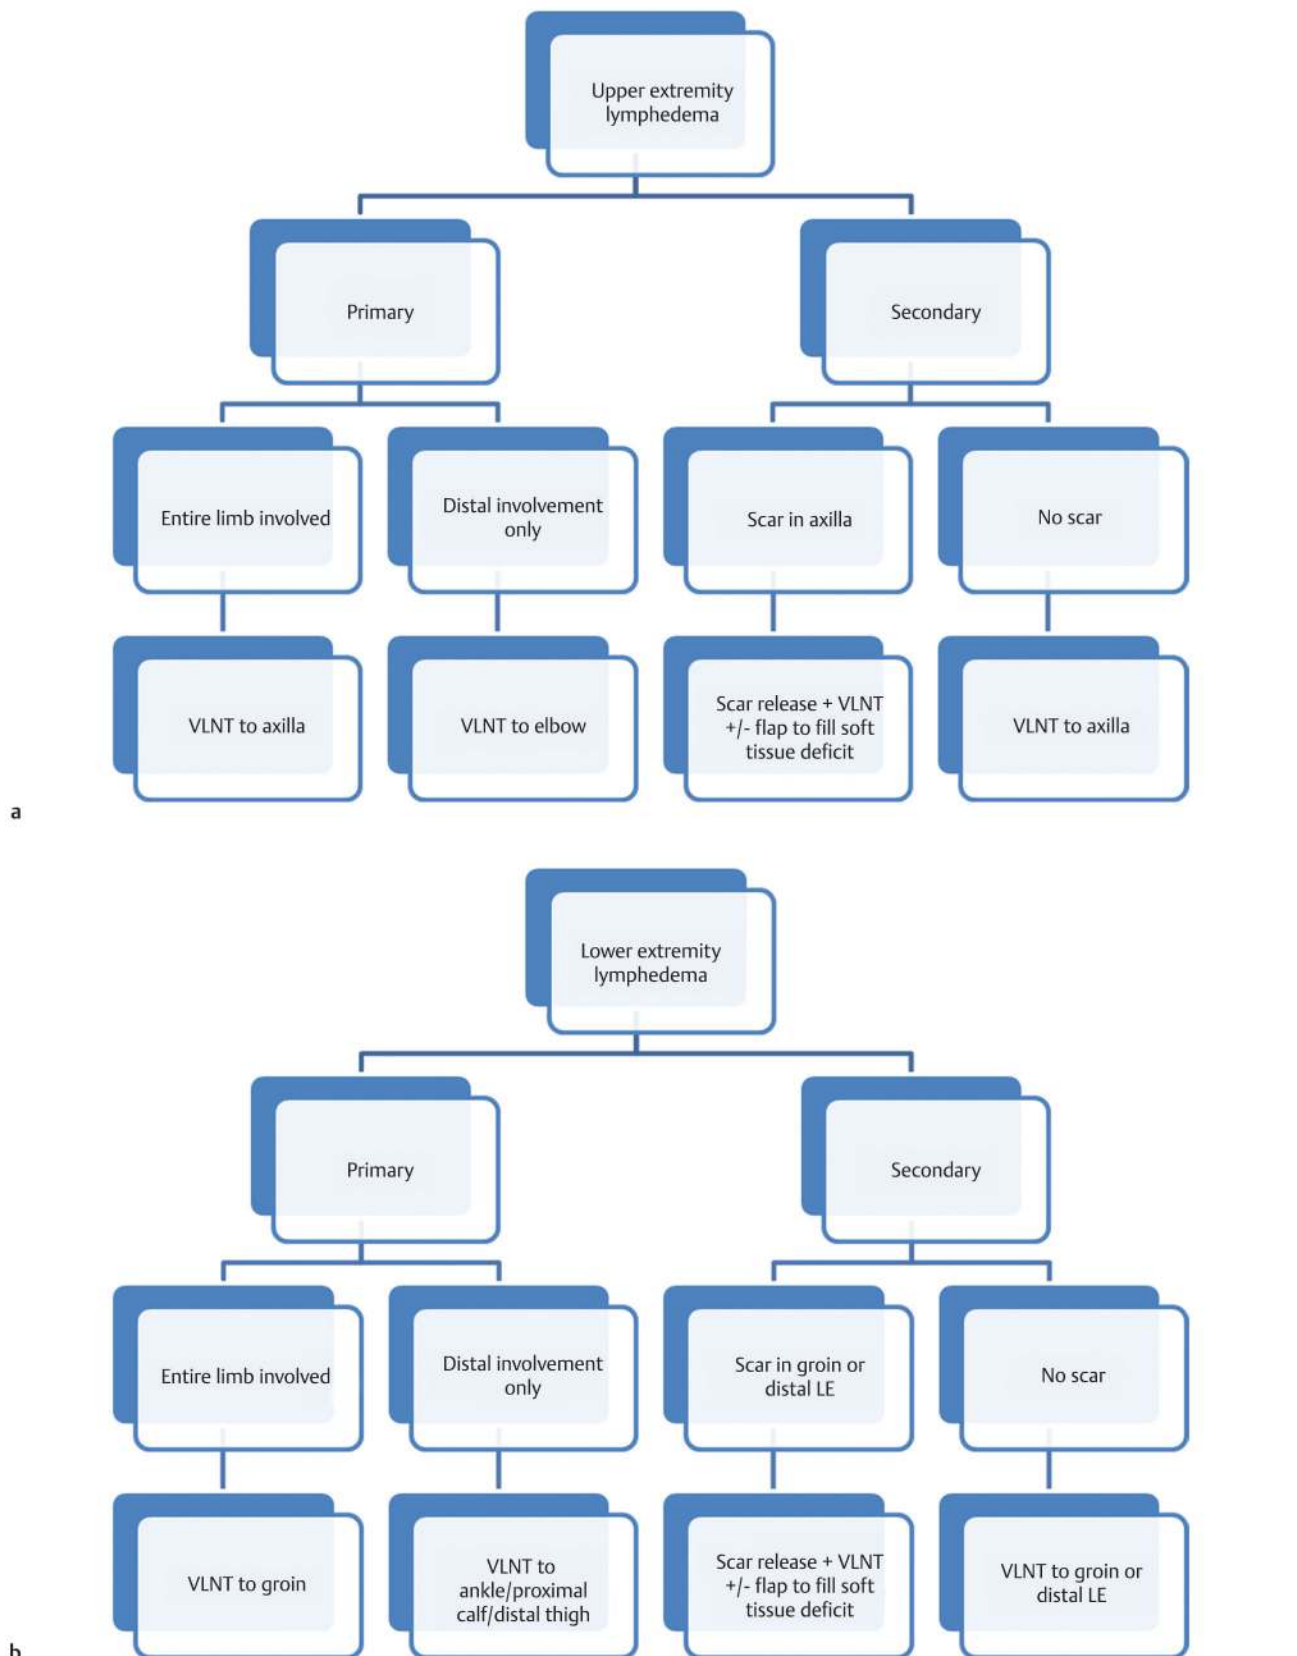 Upper extremity
lymphedema
Primary
Secondary
Entire limb involved
Distal involvement
only
Scar in axilla
No scar
VLNT to axilla
VLNT to elbow
Scar release + VLNT
+/- flap to fill soft
tissue deficit
VLNT to axilla
a
Lower extremity
lymphedema
Primary
Secondary
Entire limb involved
Distal involvement
only
Scar in groin or
distal LE
No scar
VLNT to groin
VLNT to
ankle/proximal
calf/distal thigh
Scar release + VLNT
+/- flap to fill soft
tissue deficit
VLNT to groin or
distal LE
b